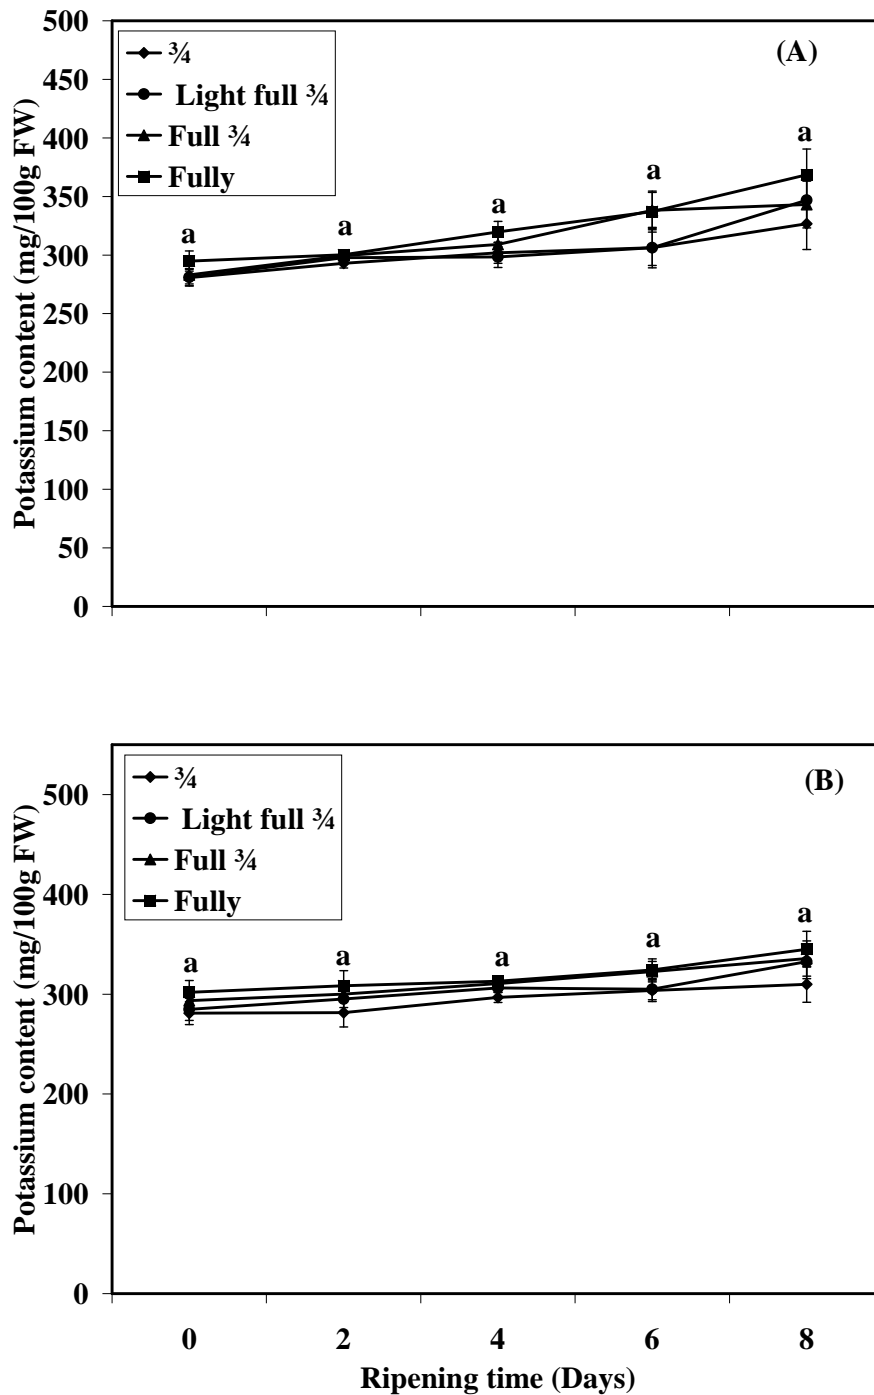 Potassium content (mg/100g FW)
500
450
400
350
300
250
200
150
100
50
0
¾
Light full ¾
Full ¾
Fully
(A)
a
a
a
a
a
Potassium content (mg/100g FW)
500
400
300
200
100
0
¾
Light full ¾
Full ¾
Fully
(B)
a
a
a
a
a
0 2 4 6 8
Ripening time (Days)